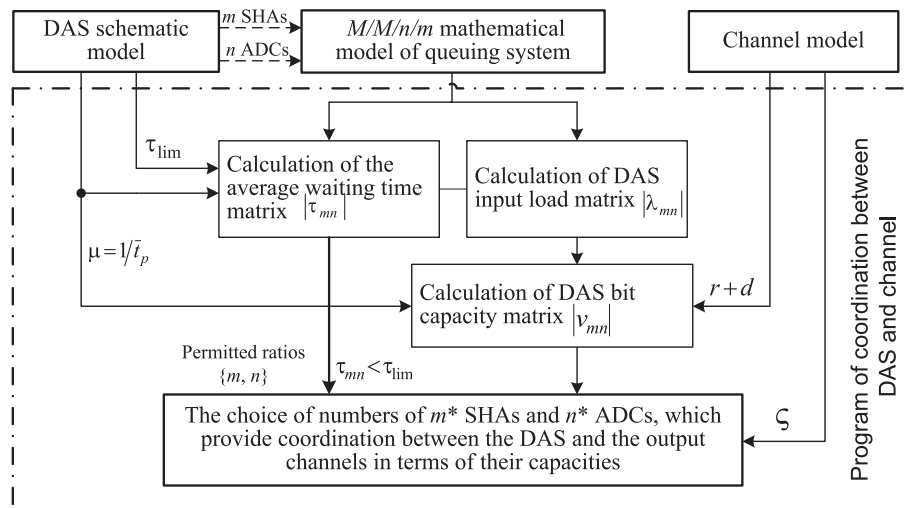 DAS schematic
model
m SHAs
n ADCs
M/M/n/m mathematical
model of queuing system
Channel model
τlim
Calculation of the
average waiting time
matrix |τmn|
Calculation of DAS
input load matrix |λmn|
μ=1/t̄p
Calculation of DAS bit
capacity matrix |vmn|
r+d
Permitted ratios
{m, n}
τmn<τlim
The choice of numbers of m* SHAs and n* ADCs, which
provide coordination between the DAS and the output
channels in terms of their capacities
ς
Program of coordination between
DAS and channel